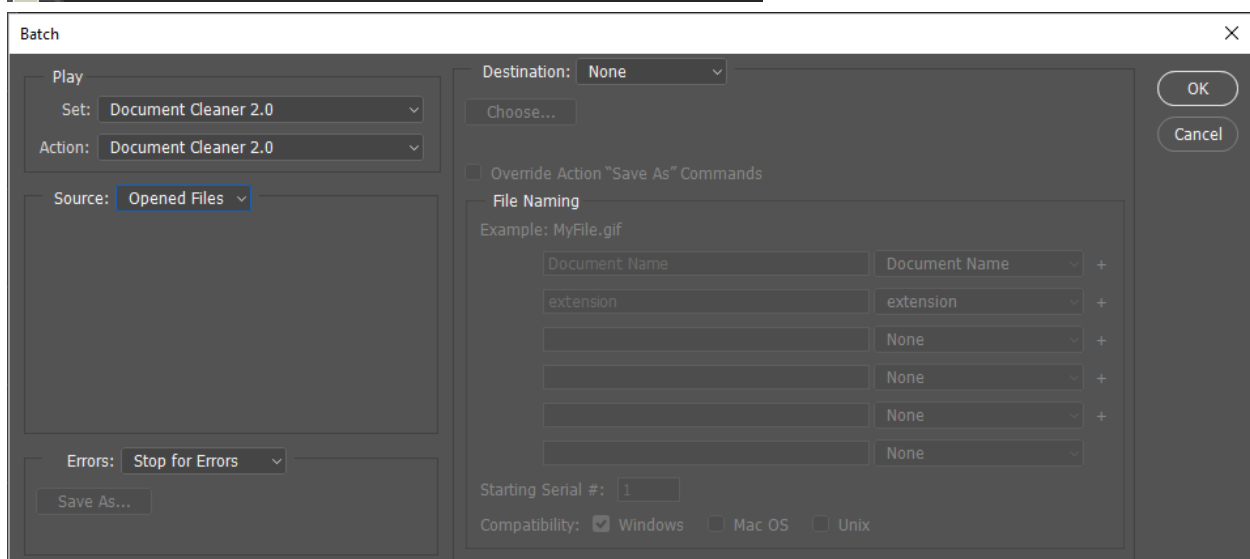 Batch
Play
Set: Document Cleaner 2.0
Action: Document Cleaner 2.0
Source: Opened Files
Errors: Stop for Errors
Save As...
Destination: None
Choose...
Override Action "Save As" Commands
File Naming
Example: MyFile.gif
Document Name Document Name +
extension extension +
None +
None +
None +
None
Starting Serial #: 1
Compatibility: Windows Mac OS Unix
OK
Cancel